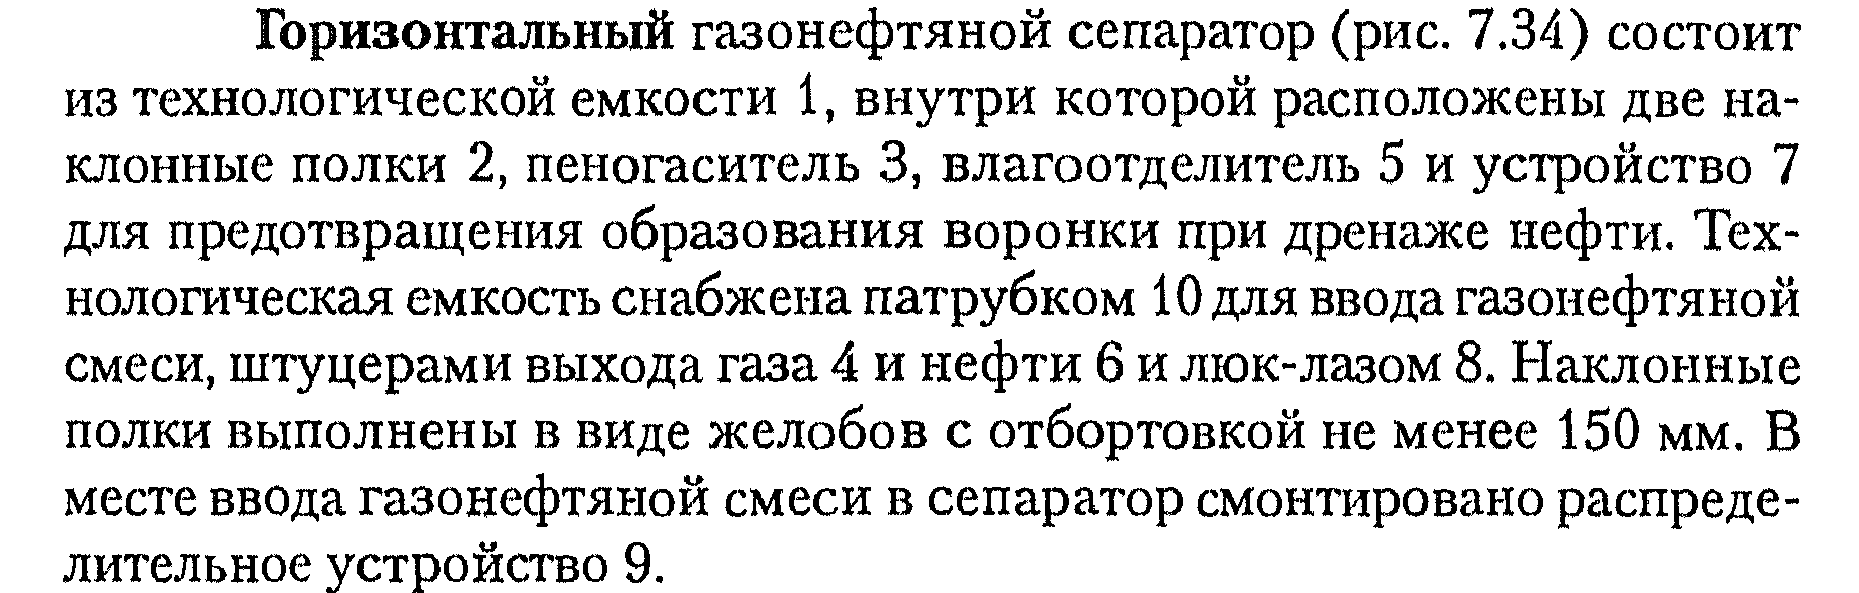 Горизонтальный газонефтяной сепаратор (рис. 7.34) состоит
из технологической емкости 1, внутри которой расположены две на-
клонные полки 2, пеногаситель 3, влагоотделитель 5 и устройство 7
для предотвращения образования воронки при дренаже нефти. Тех-
нологическая емкость снабжена патрубком 10 для ввода газонефтяной
смеси, штуцерами выхода газа 4 и нефти 6 и люк-лазом 8. Наклонные
полки выполнены в виде желобов с отбортовкой не менее 150 мм. В
месте ввода газонефтяной смеси в сепаратор смонтировано распреде-
лительное устройство 9.